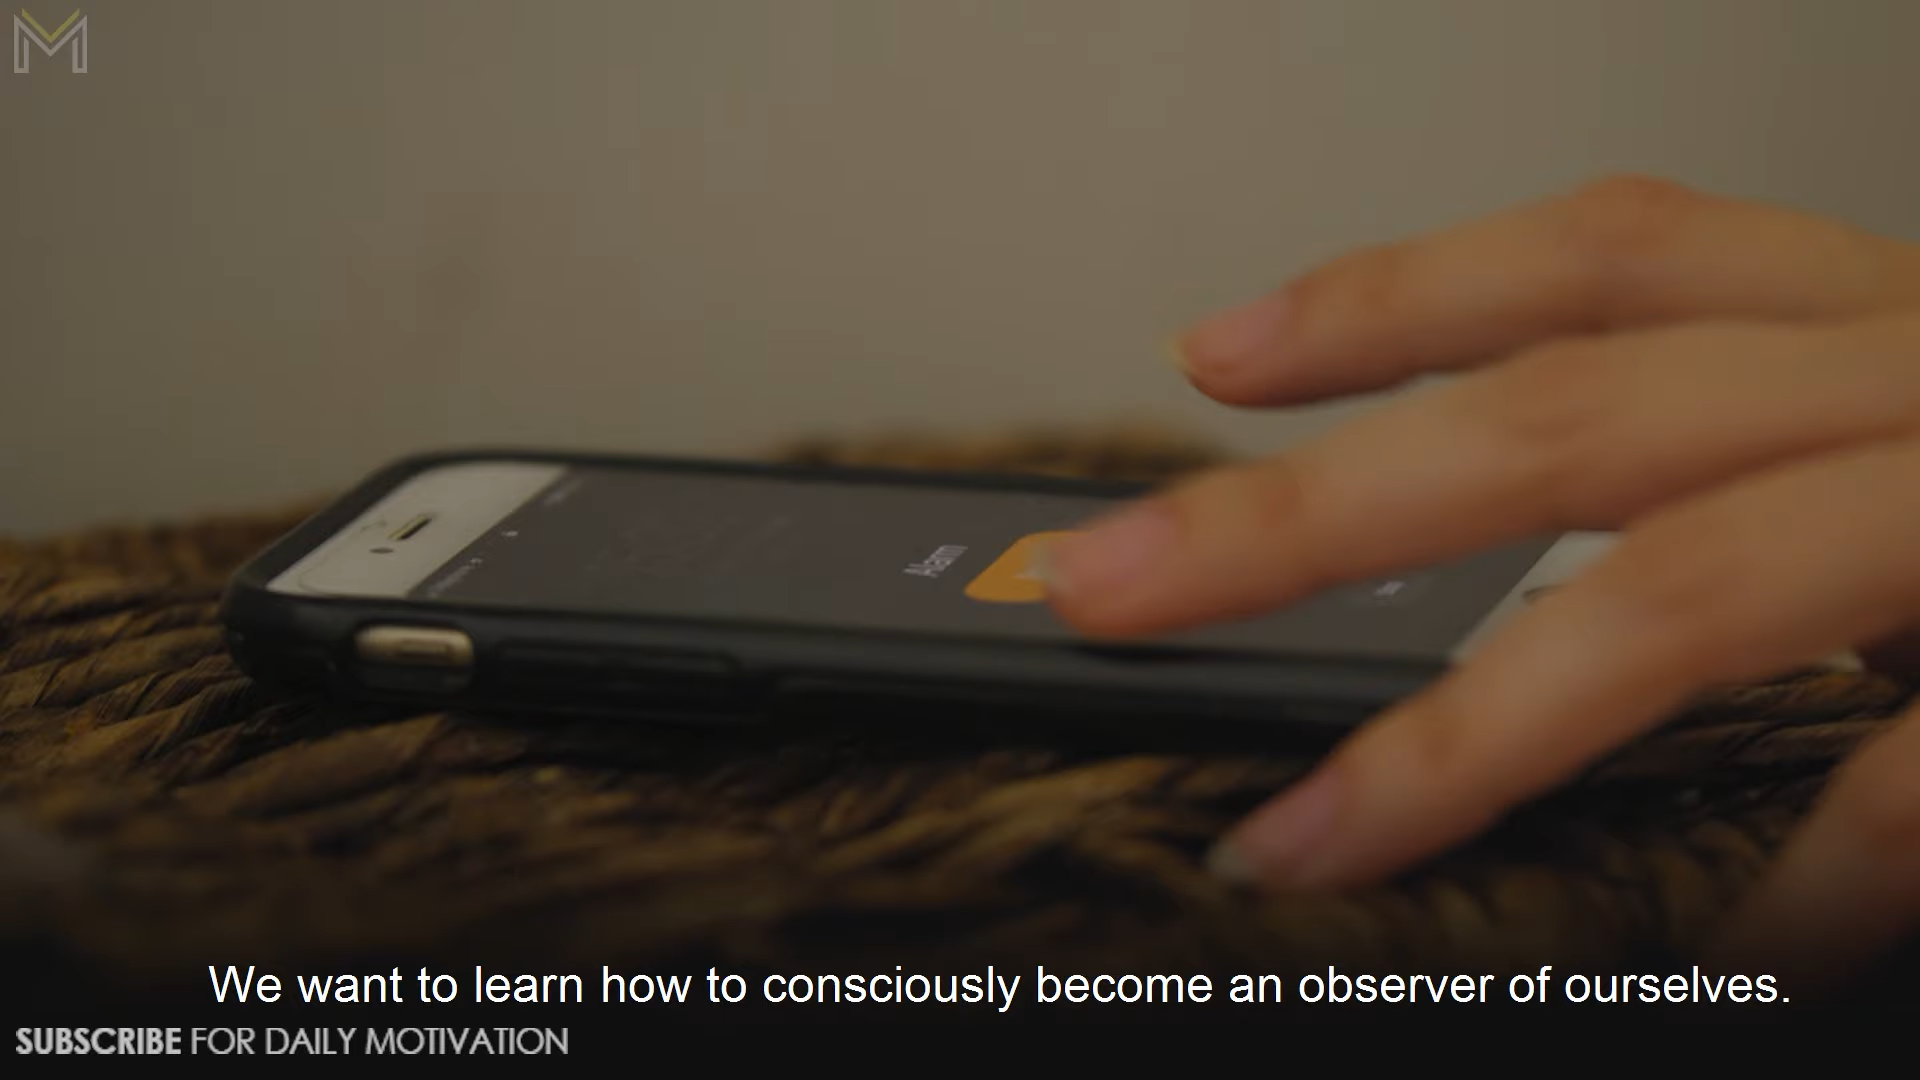 Alarm
We want to learn how to consciously become an observer of ourselves.
SUBSCRIBE FOR DAILY MOTIVATION